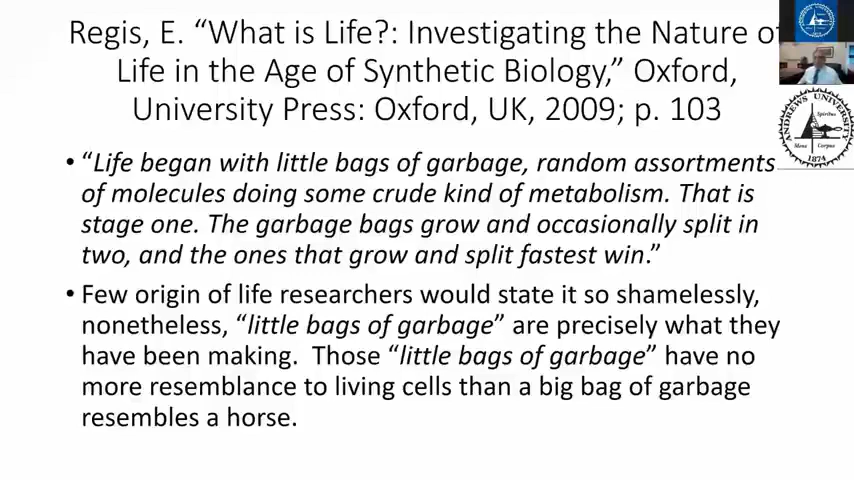 Regis, E. “What is Life?: Investigating the Nature of
Life in the Age of Synthetic Biology,” Oxford,
University Press: Oxford, UK, 2009; p. 103
• “Life began with little bags of garbage, random assortments
of molecules doing some crude kind of metabolism. That is
stage one. The garbage bags grow and occasionally split in
two, and the ones that grow and split fastest win.”
• Few origin of life researchers would state it so shamelessly,
nonetheless, “little bags of garbage” are precisely what they
have been making.  Those “little bags of garbage” have no
more resemblance to living cells than a big bag of garbage
resembles a horse.
ANDREWS UNIVERSITY
Spiritus
Mens Corpus
1874